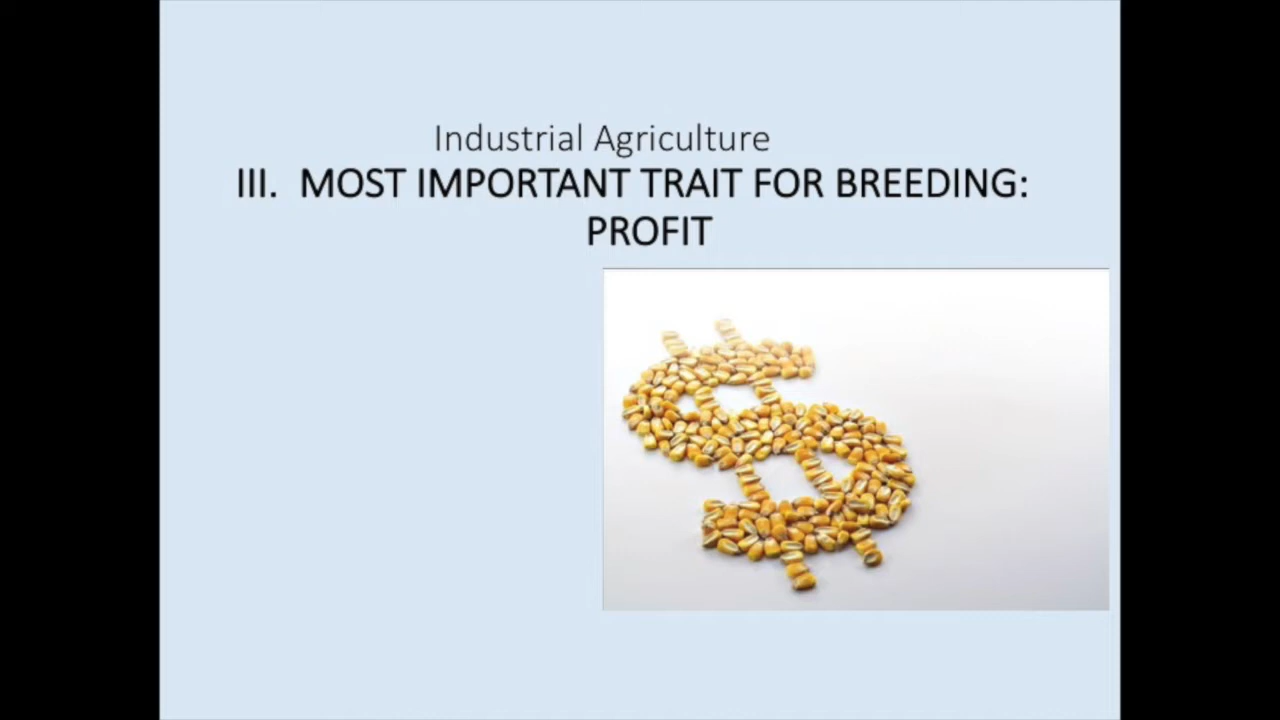 Industrial Agriculture
III. MOST IMPORTANT TRAIT FOR BREEDING:
PROFIT